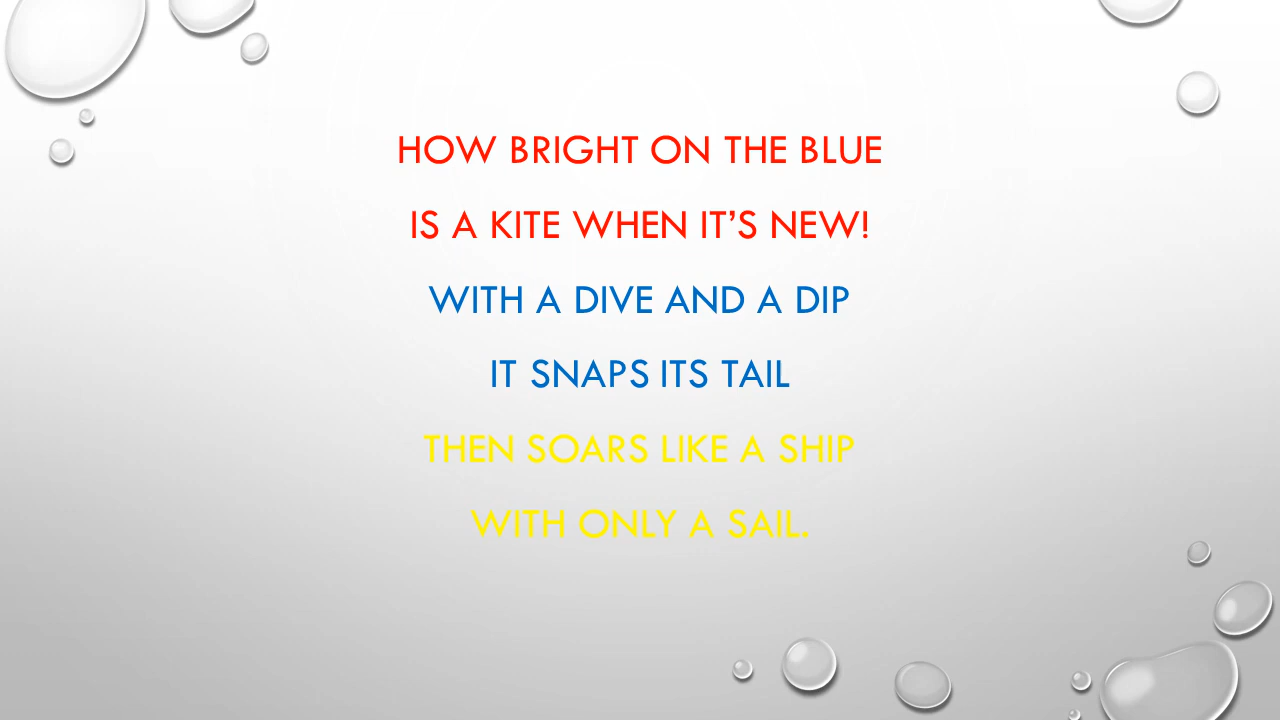 HOW BRIGHT ON THE BLUE
IS A KITE WHEN IT’S NEW!
WITH A DIVE AND A DIP
IT SNAPS ITS TAIL
THEN SOARS LIKE A SHIP
WITH ONLY A SAIL.